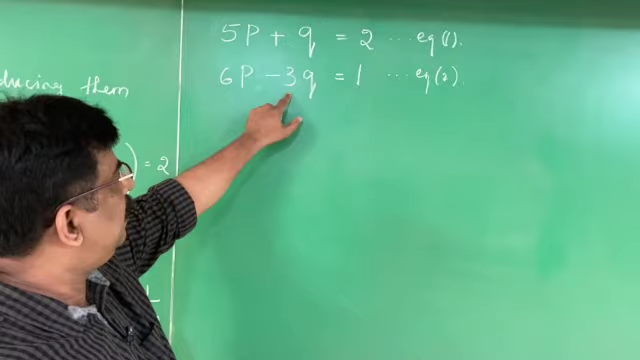 5P + q = 2 ... eq(1).
6P - 3q = 1 ... eq(2).
ducing them
) = 2